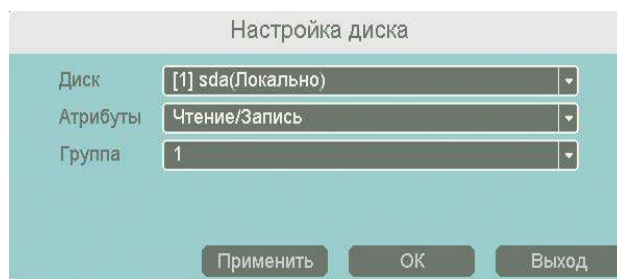 Настройка диска
Диск [1] sda(Локально)
Атрибуты Чтение/Запись
Группа 1
Применить OK Выход